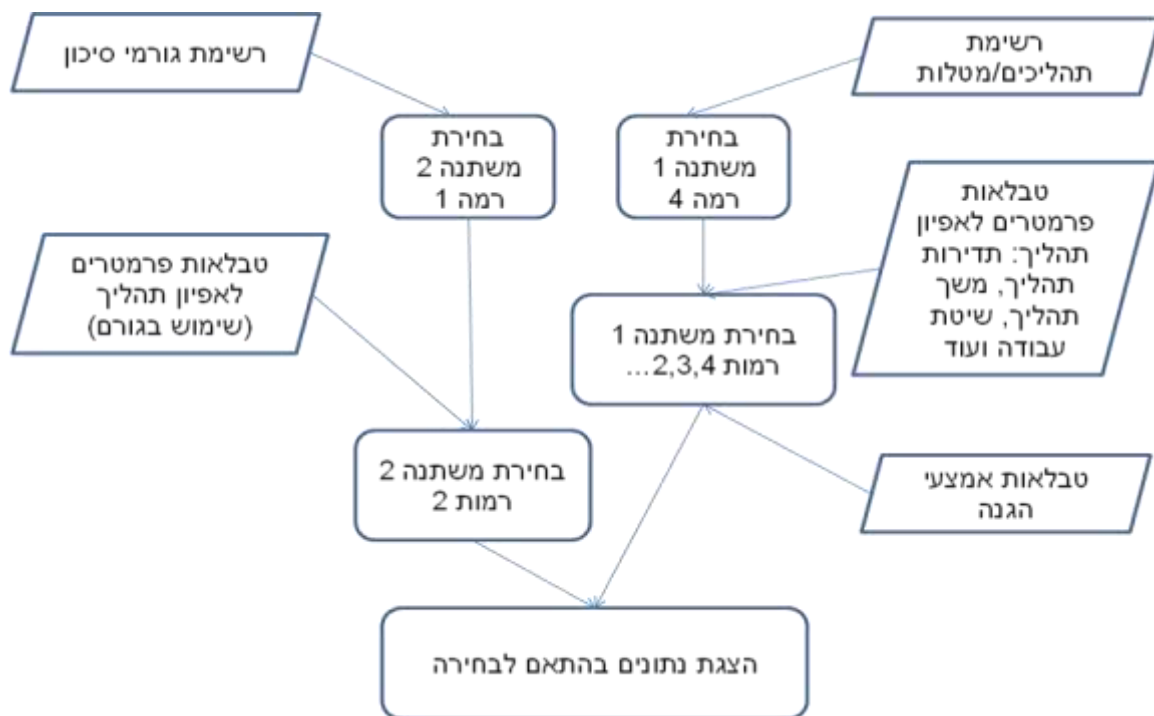 רשימת
תהליכים/מטלות
רשימת גורמי סיכון
בחירת
משתנה 1
רמה 4
בחירת
משתנה 2
רמה 1
טבלאות
פרמטרים לאפיון
תהליך: תדירות
תהליך, משך
תהליך, שיטת
עבודה ועוד
טבלאות פרמטרים
לאפיון תהליך
(שימוש בגורם)
בחירת משתנה 1
רמות 2,3,4...
בחירת משתנה 2
רמות 2
טבלאות אמצעי
הגנה
הצגת נתונים בהתאם לבחירה